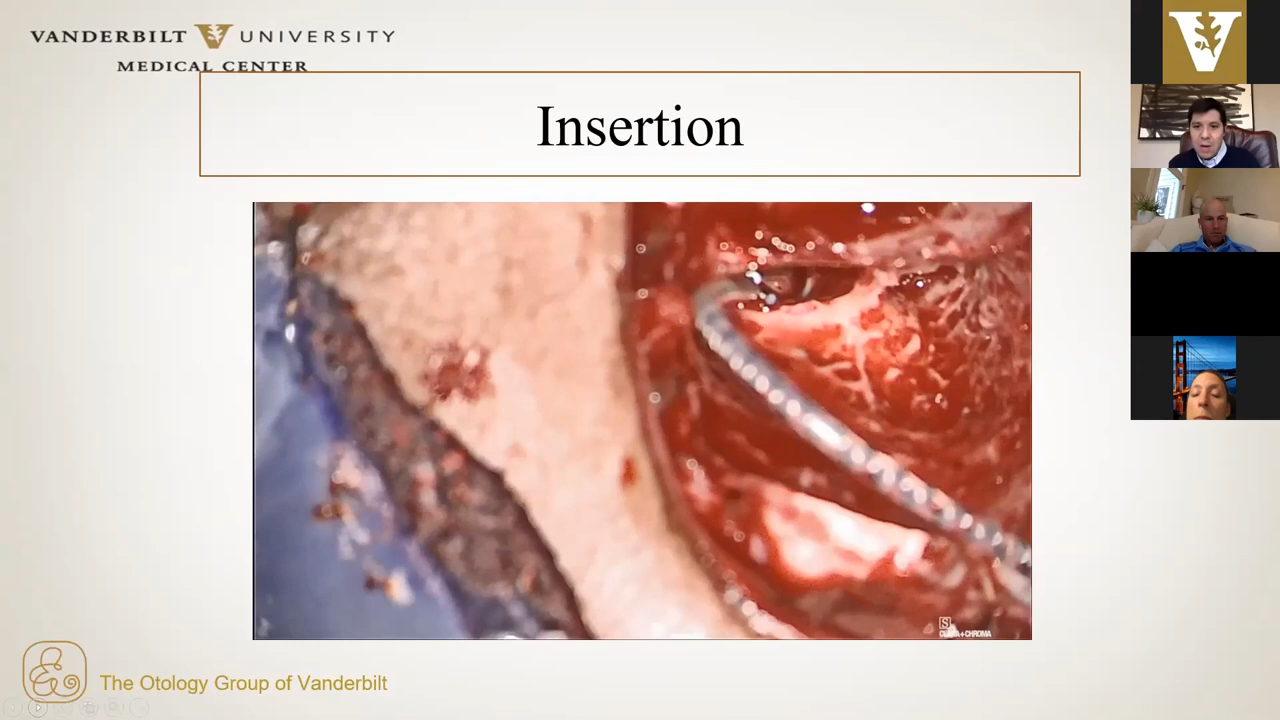 VANDERBILT V UNIVERSITY
MEDICAL CENTER
Insertion
The Otology Group of Vanderbilt